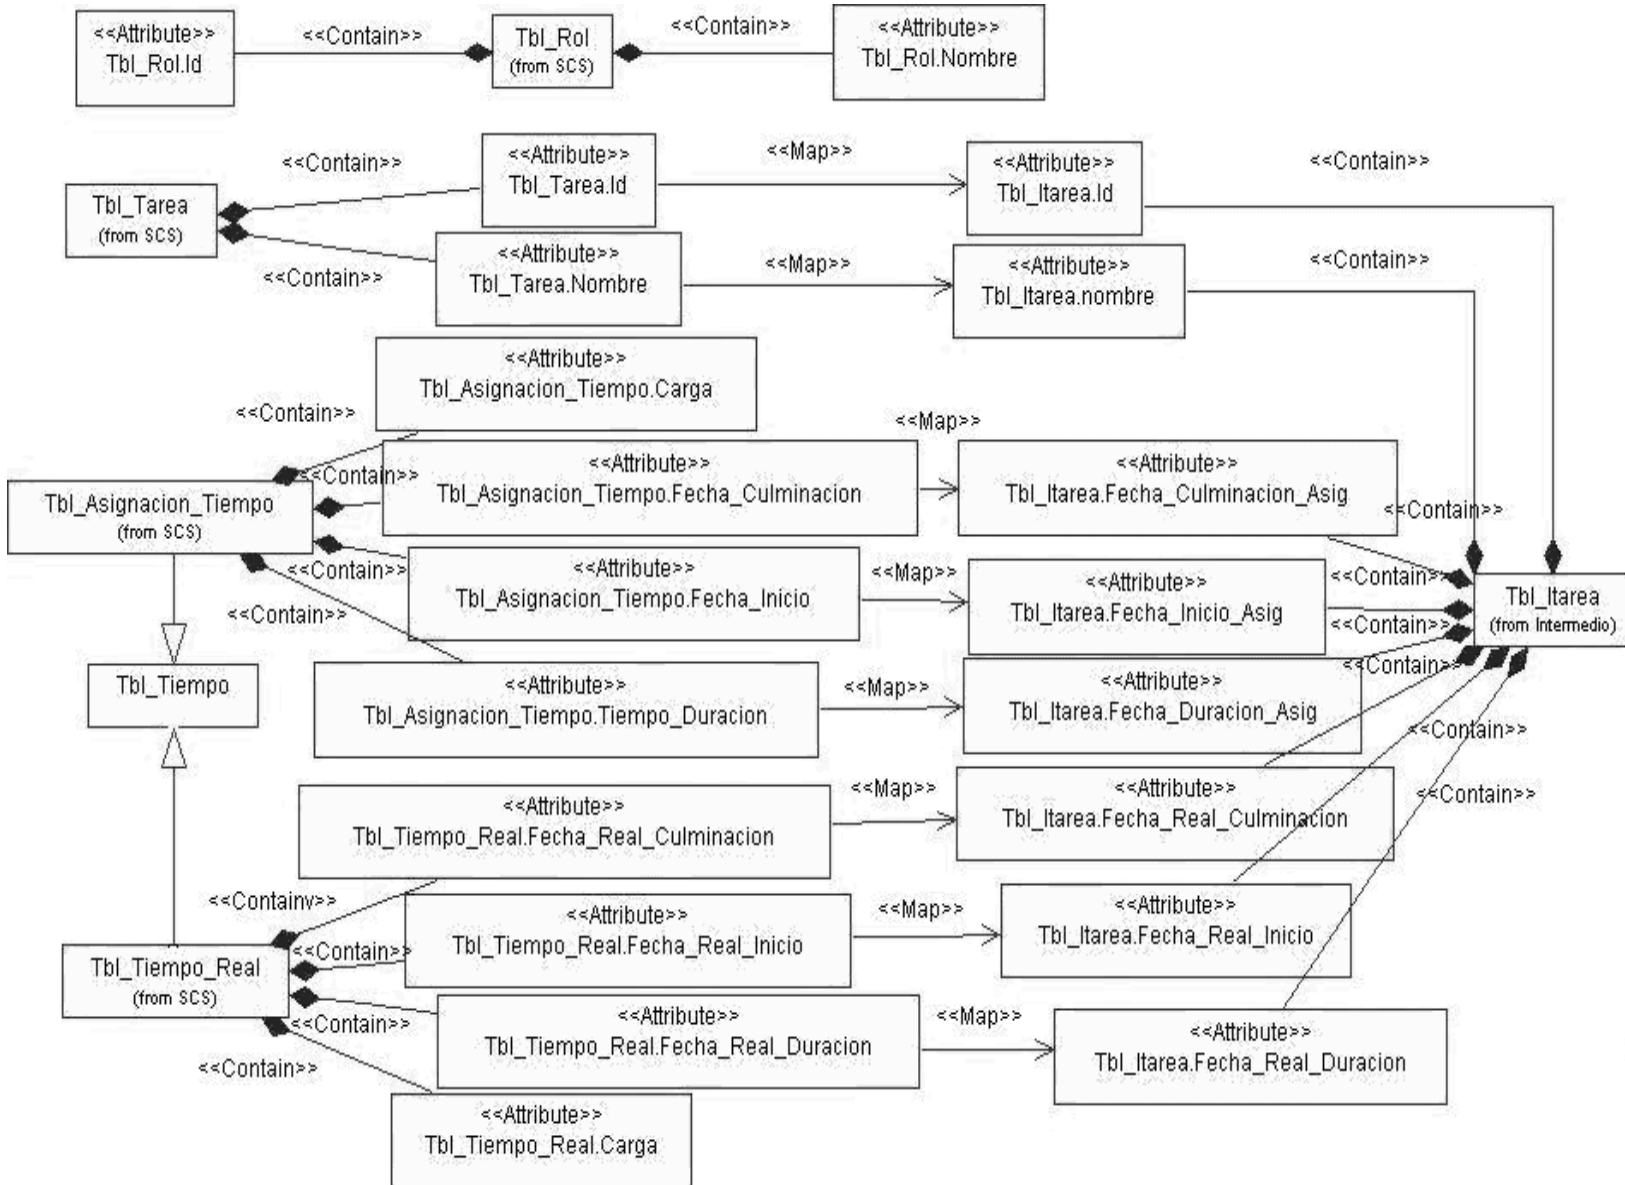 <<Attribute>>
Tbl_Rol.Id
<<Contain>>
Tbl_Rol
(from SCS)
<<Contain>>
<<Attribute>>
Tbl_Rol.Nombre
Tbl_Tarea
(from SCS)
<<Contain>>
<<Attribute>>
Tbl_Tarea.Id
<<Map>>
<<Attribute>>
Tbl_Itarea.Id
<<Contain>>
<<Contain>>
<<Attribute>>
Tbl_Tarea.Nombre
<<Map>>
<<Attribute>>
Tbl_Itarea.nombre
<<Contain>>
<<Attribute>>
Tbl_Asignacion_Tiempo.Carga
<<Contain>>
<<Map>>
<<Contain>>
<<Attribute>>
Tbl_Asignacion_Tiempo.Fecha_Culminacion
<<Attribute>>
Tbl_Itarea.Fecha_Culminacion_Asig
<<Contain>>
Tbl_Asignacion_Tiempo
(from SCS)
<<Contain>>
<<Attribute>>
Tbl_Asignacion_Tiempo.Fecha_Inicio
<<Map>>
<<Attribute>>
Tbl_Itarea.Fecha_Inicio_Asig
<<Contain>>
Tbl_Itarea
(from Intermedio)
<<Contain>>
<<Contain>>
<<Contain>>
Tbl_Tiempo
<<Attribute>>
Tbl_Asignacion_Tiempo.Tiempo_Duracion
<<Map>>
<<Attribute>>
Tbl_Itarea.Fecha_Duracion_Asig
<<Contain>>
<<Attribute>>
Tbl_Tiempo_Real.Fecha_Real_Culminacion
<<Map>>
<<Attribute>>
Tbl_Itarea.Fecha_Real_Culminacion
<<Contain>>
<<Containv>>
<<Attribute>>
Tbl_Tiempo_Real.Fecha_Real_Inicio
<<Map>>
<<Attribute>>
Tbl_Itarea.Fecha_Real_Inicio
<<Contain>>
Tbl_Tiempo_Real
(from SCS)
<<Contain>>
<<Attribute>>
Tbl_Tiempo_Real.Fecha_Real_Duracion
<<Map>>
<<Attribute>>
Tbl_Itarea.Fecha_Real_Duracion
<<Contain>>
<<Attribute>>
Tbl_Tiempo_Real.Carga